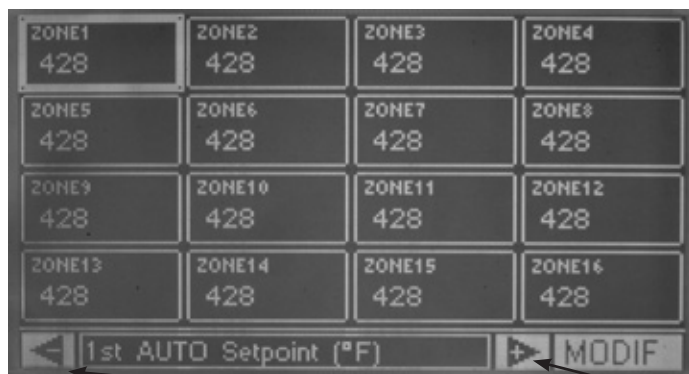 ZONE1 ZONE2 ZONE3 ZONE4
428 428 428 428
ZONE5 ZONE6 ZONE7 ZONE8
428 428 428 428
ZONE9 ZONE10 ZONE11 ZONE12
428 428 428 428
ZONE13 ZONE14 ZONE15 ZONE16
428 428 428 428
- 1st AUTO Setpoint (°F) + MODIF